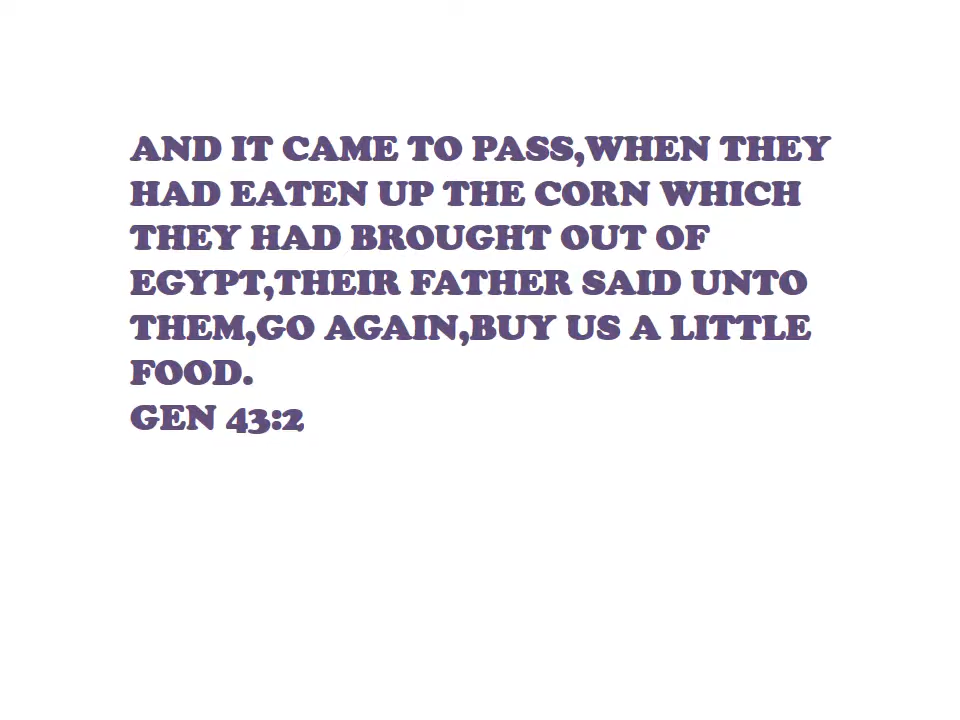 AND IT CAME TO PASS,WHEN THEY
HAD EATEN UP THE CORN WHICH
THEY HAD BROUGHT OUT OF
EGYPT,THEIR FATHER SAID UNTO
THEM,GO AGAIN,BUY US A LITTLE
FOOD.
GEN 43:2